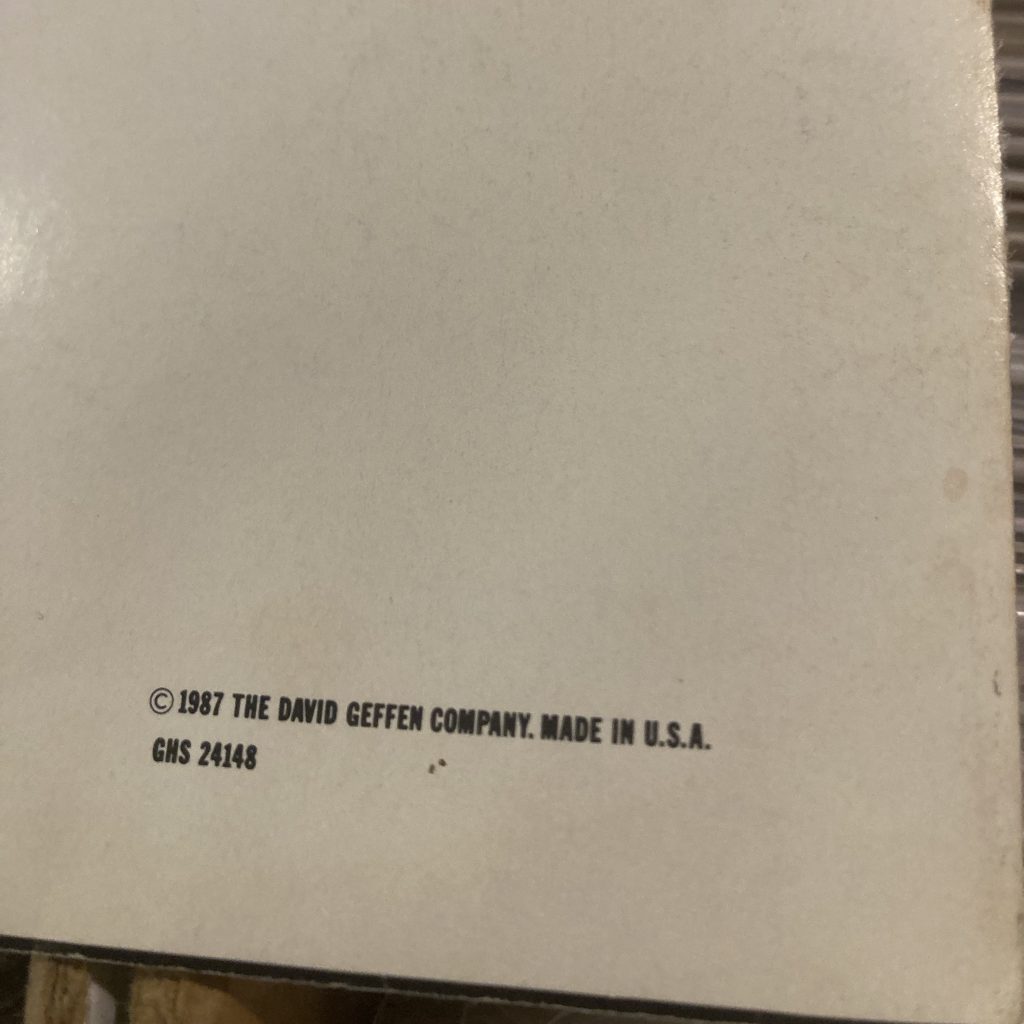 © 1987 THE DAVID GEFFEN COMPANY. MADE IN U.S.A.
GHS 24148